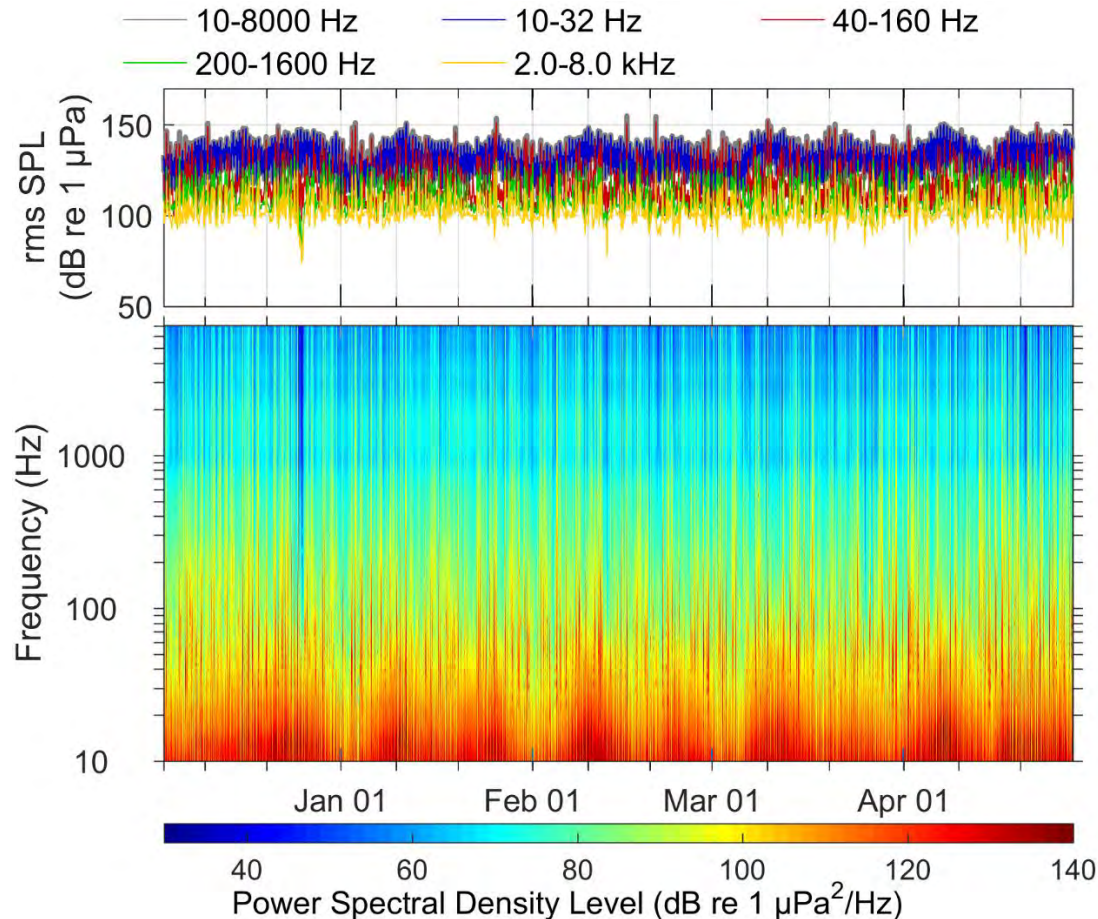 10-8000 Hz 10-32 Hz 40-160 Hz
200-1600 Hz 2.0-8.0 kHz
150
100
50
rms SPL
(dB re 1 µPa)
1000
100
10
Frequency (Hz)
Jan 01 Feb 01 Mar 01 Apr 01
40 60 80 100 120 140
Power Spectral Density Level (dB re 1 µPa²/Hz)